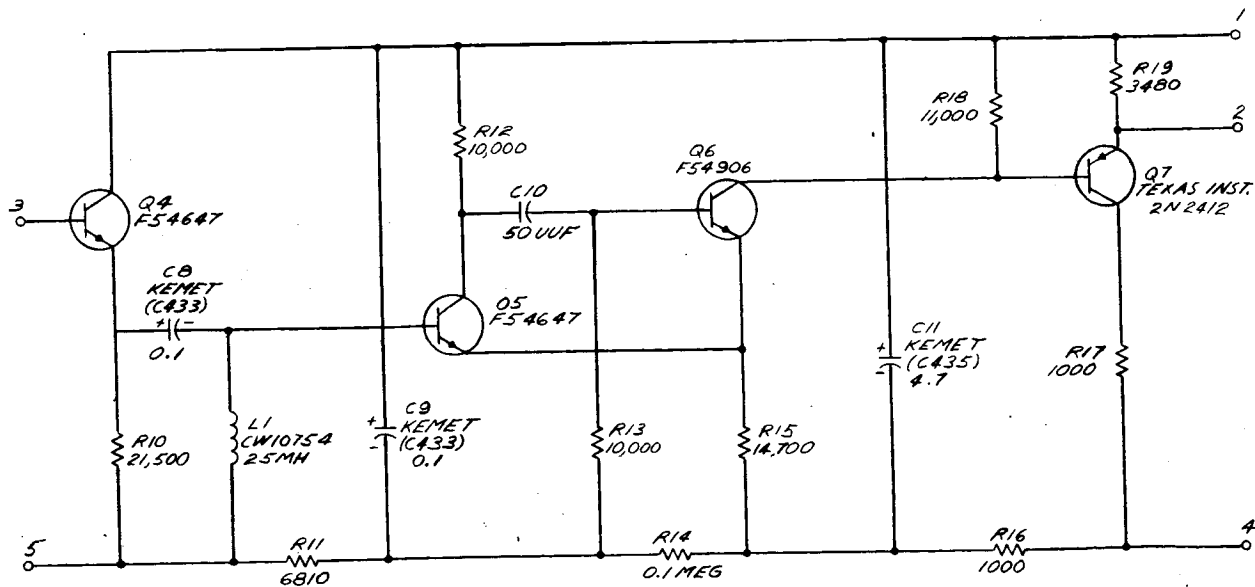 1
R19
3480
R18
11,000
2
R12
10,000
Q6
F54906
Q7
TEXAS INST.
2N2412
3
Q4
F54647
C10
50 UUF
C8
KEMET
(C433)
+ -
0.1
Q5
F54647
C11
KEMET
(C435)
4.7
+
-
R17
1000
R10
21,500
L1
CW10754
25MH
C9
KEMET
(C433)
0.1
+
-
R13
10,000
R15
14,700
5
R11
6810
R14
0.1 MEG
R16
1000
4